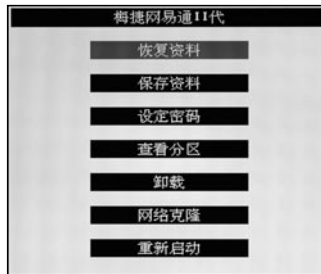 梅捷网易通II代
恢复资料
保存资料
设定密码
查看分区
卸载
网络克隆
重新启动